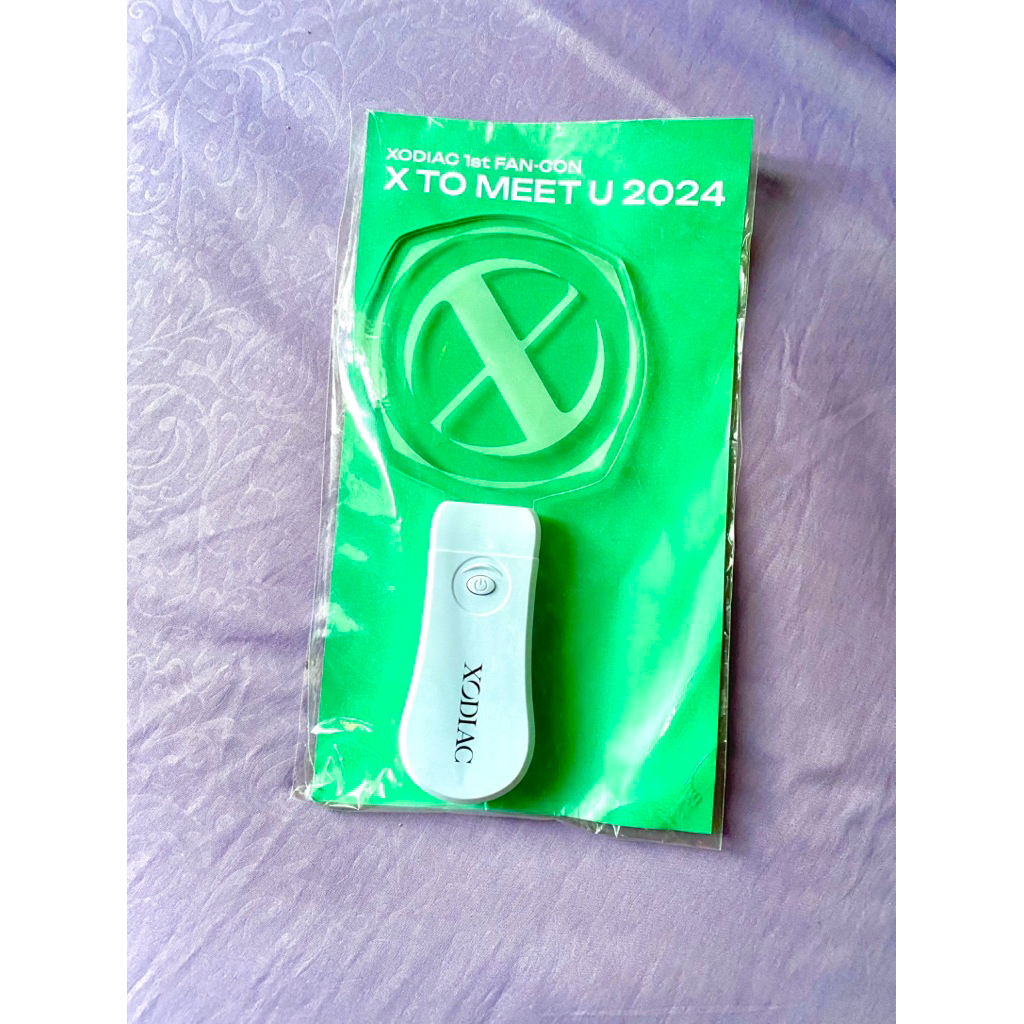 XODIAC 1st FAN-CON
X TO MEET U 2024
X
XODIAC